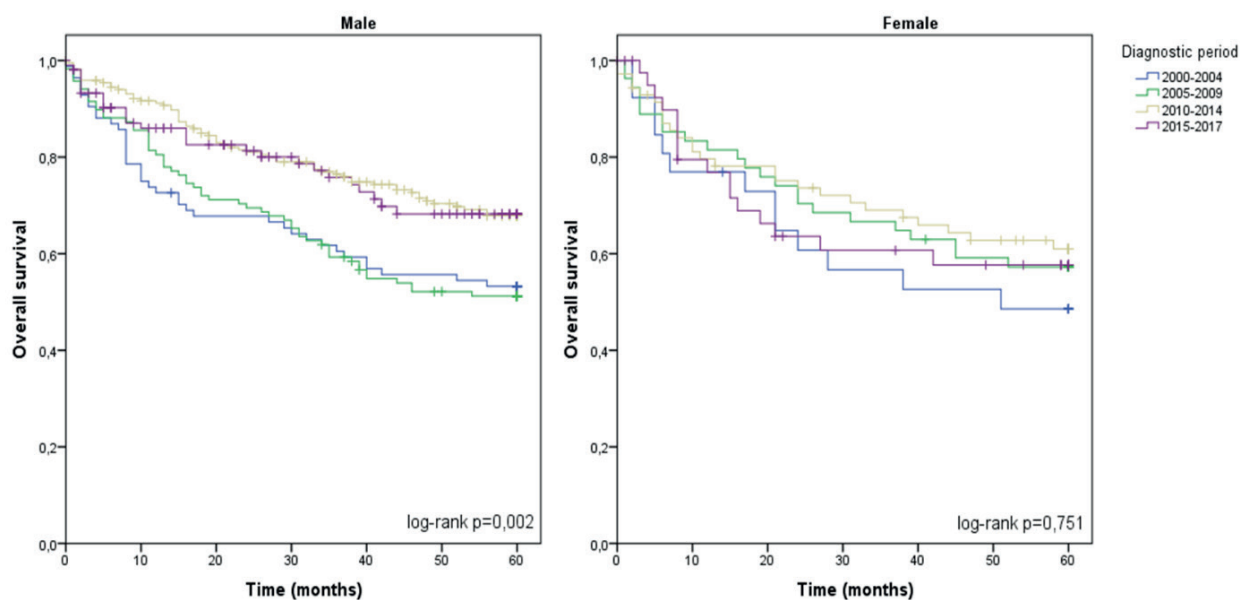 Male
Female
Diagnostic period
2000-2004
2005-2009
2010-2014
2015-2017
Overall survival
1,0
0,8
0,6
0,4
0,2
0,0
log-rank p=0,002
0 10 20 30 40 50 60
Time (months)
Overall survival
1,0
0,8
0,6
0,4
0,2
0,0
log-rank p=0,751
0 10 20 30 40 50 60
Time (months)